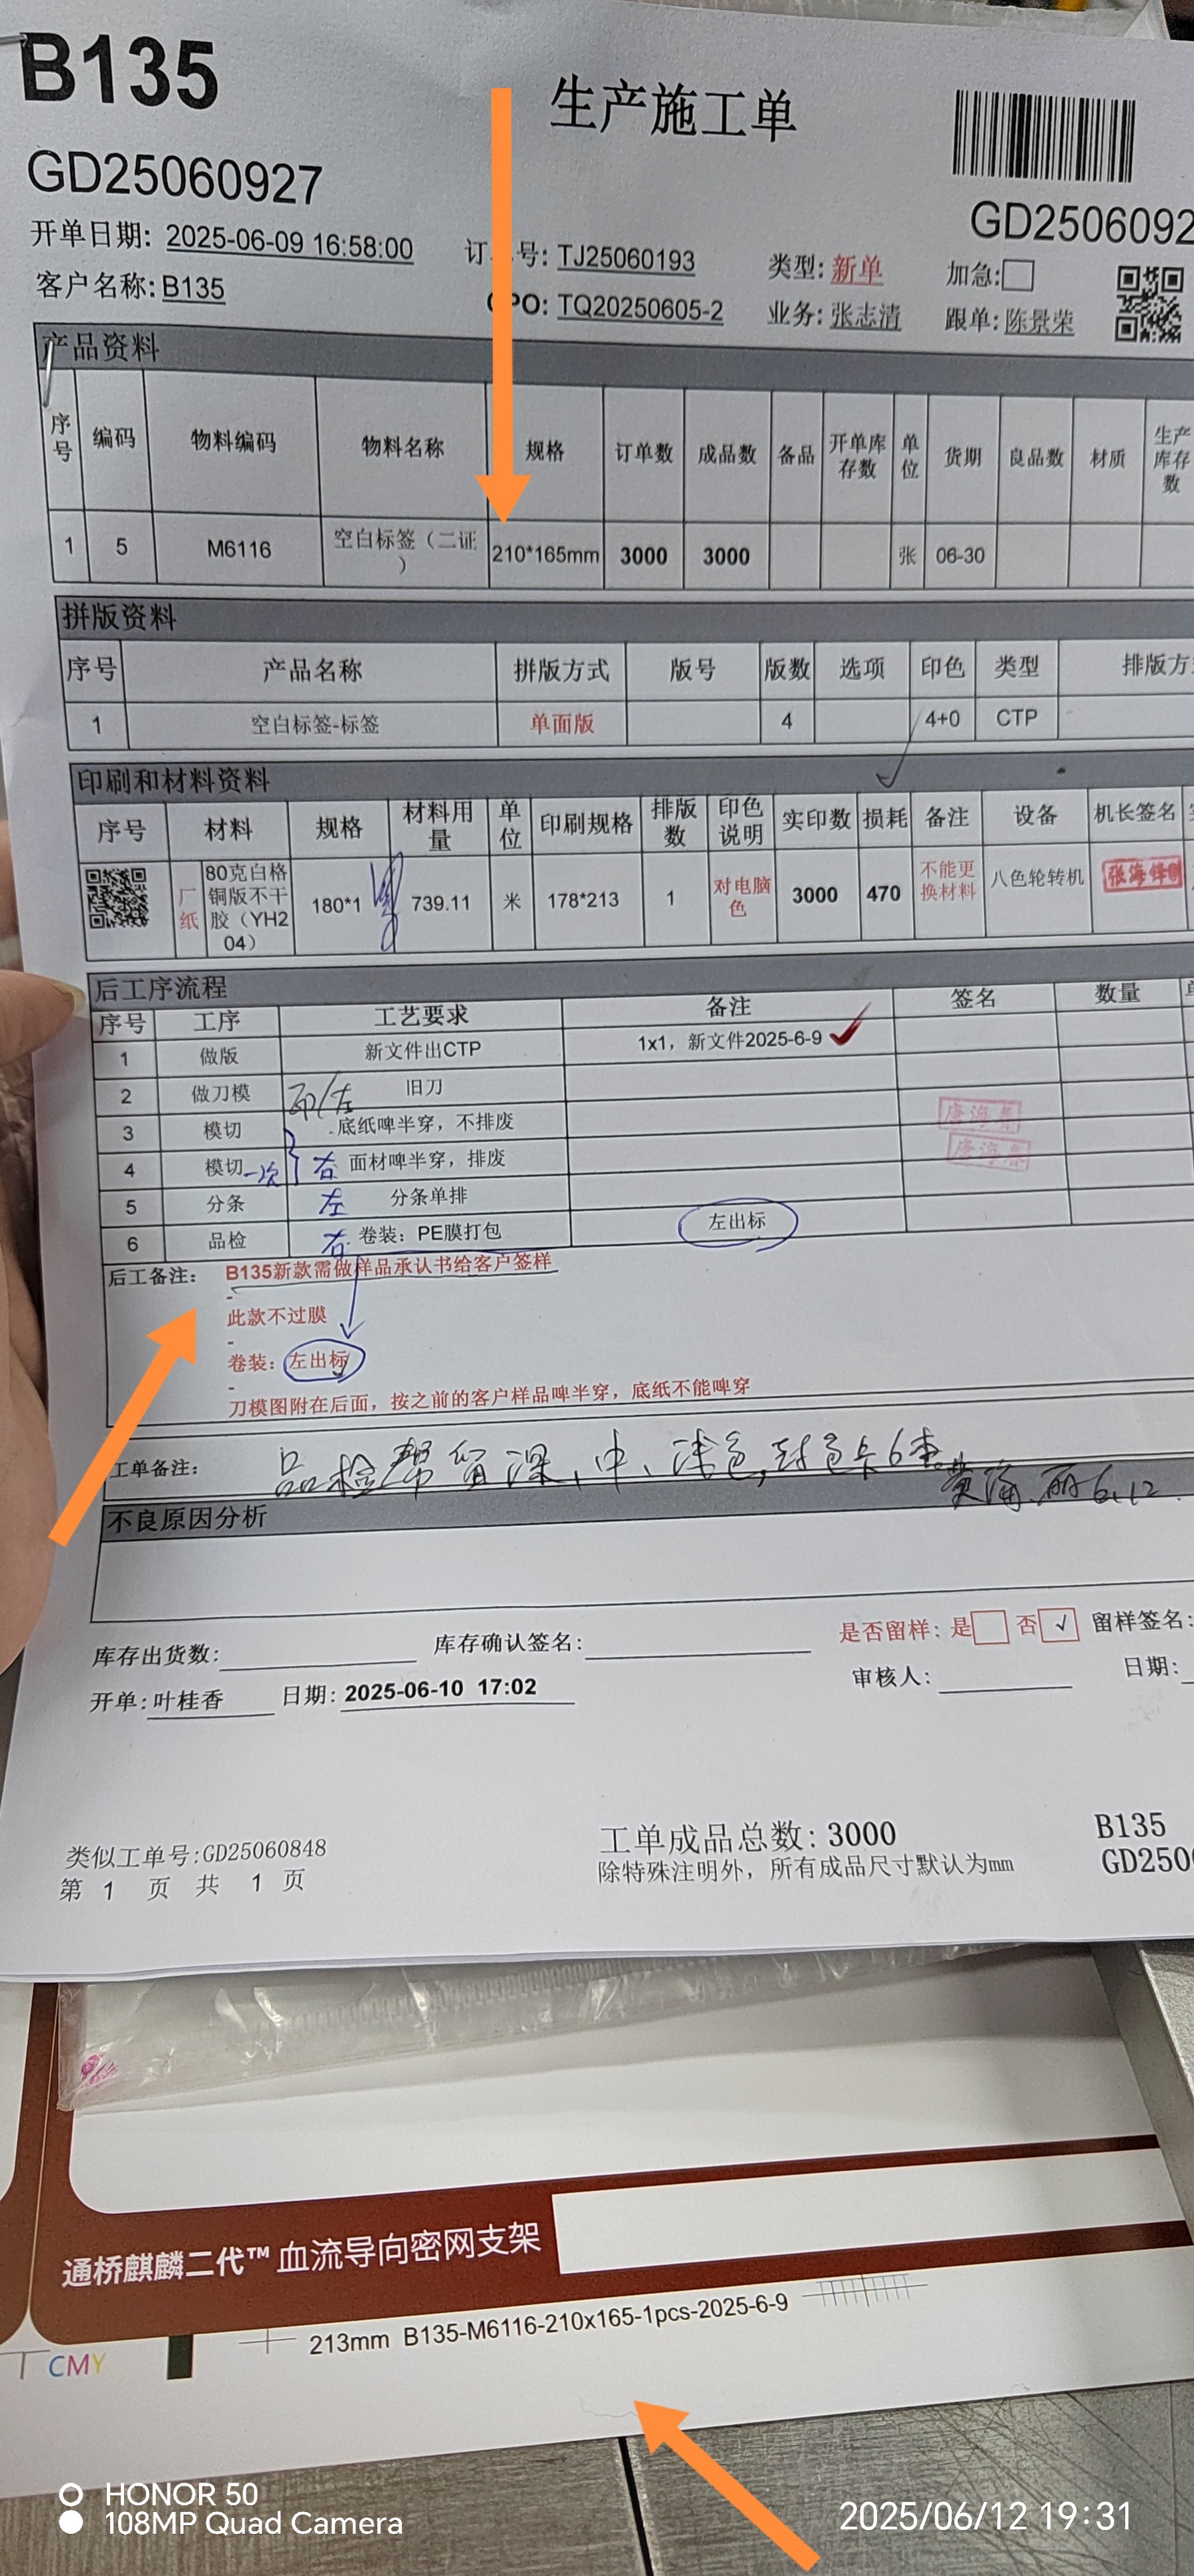 B135
生产施工单
GD25060927
GD2506092
开单日期: 2025-06-09 16:58:00 订 号: TJ25060193 类型: 新单 加急:
客户名称: B135 PO: TQ20250605-2 业务: 张志清 跟单: 陈景荣
产品资料
序号 编码 物料编码 物料名称 规格 订单数 成品数 备品 开单库存数 单位 货期 良品数 材质 生产库存数
1 5 M6116 空白标签（二证） 210*165mm 3000 3000 张 06-30
拼版资料
序号 产品名称 拼版方式 版号 版数 选项 印色 类型 排版方
1 空白标签-标签 单面版 4 4+0 CTP
印刷和材料资料
序号 材料 规格 材料用量 单位 印刷规格 排版数 印色说明 实印数 损耗 备注 设备 机长签名
厂纸 80克白格铜版不干胶（YH204） 180*1 739.11 米 178*213 1 对电脑色 3000 470 不能更换材料 八色轮转机 张海锋
后工序流程
序号 工序 工艺要求 备注 签名 数量
1 做版 新文件出CTP 1x1，新文件2025-6-9
2 做刀模 印/左 旧刀
3 模切 底纸啤半穿，不排废 唐海春
4 模切 一次 右 面材啤半穿，排废 唐海春
5 分条 左 分条单排
6 品检 右 卷装：PE膜打包 左出标
后工备注： B135新款需做样品承认书给客户签样
-
此款不过膜
-
卷装：左出标
-
刀模图附在后面，按之前的客户样品啤半穿，底纸不能啤穿
工单备注： 品检帮留深、中、浅色,封色卡6套
6.12
不良原因分析
是否留样: 是 否 √ 留样签名:
库存出货数: 库存确认签名:
审核人: 日期:
开单: 叶桂香 日期: 2025-06-10 17:02
工单成品总数: 3000 B135
类似工单号:GD25060848
除特殊注明外，所有成品尺寸默认为mm GD250
第 1 页 共 1 页
通桥麒麟二代™ 血流导向密网支架
213mm B135-M6116-210x165-1pcs-2025-6-9
CMY
HONOR 50
108MP Quad Camera
2025/06/12 19:31